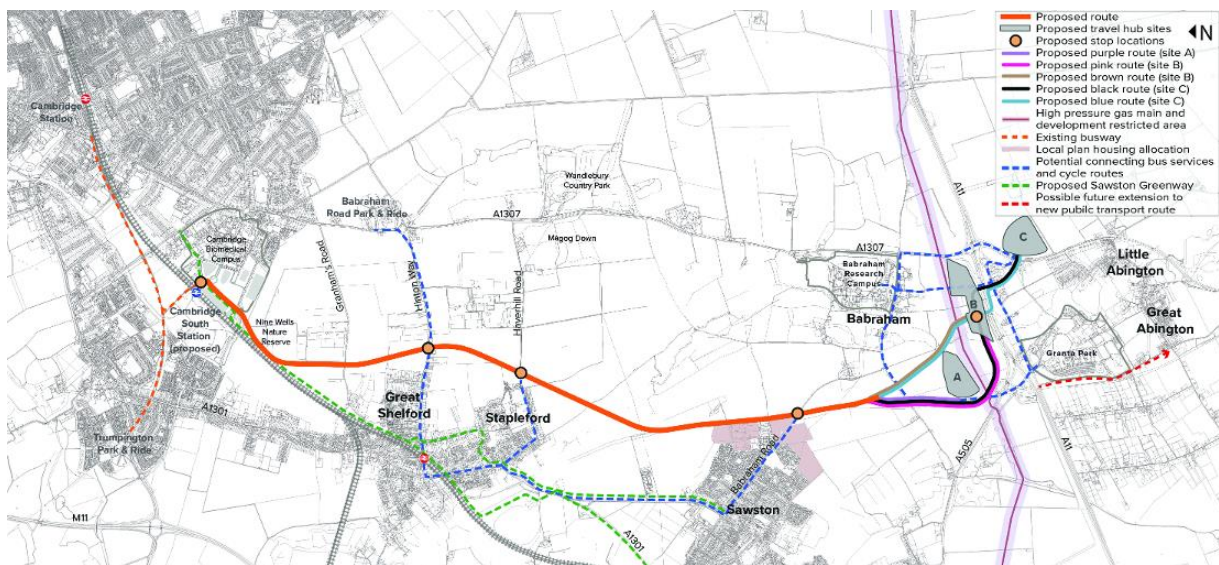 Proposed route
Proposed travel hub sites
Proposed stop locations
Proposed purple route (site A)
Proposed pink route (site B)
Proposed brown route (site B)
Proposed black route (site C)
Proposed blue route (site C)
High pressure gas main and
development restricted area
Existing busway
Local plan housing allocation
Potential connecting bus services
and cycle routes
Proposed Sawston Greenway
Possible future extension to
new public transport route
N
Cambridge
Station
Cambridge
Biomedical
Campus
Cambridge
South
Station
(proposed)
Nine Wells
Nature
Reserve
Trumpington
Park & Ride
A1301
M11
Babraham
Road Park & Ride
A1307
Granham's Road
Hinton Way
Haverhill Road
Wandlebury
Country Park
Magog Down
Great
Shelford
Stapleford
A1301
Babraham Road
Sawston
A1307
Babraham
Research
Campus
Babraham
A11
A
B
C
Little
Abington
Great
Abington
Granta Park
A505
A11